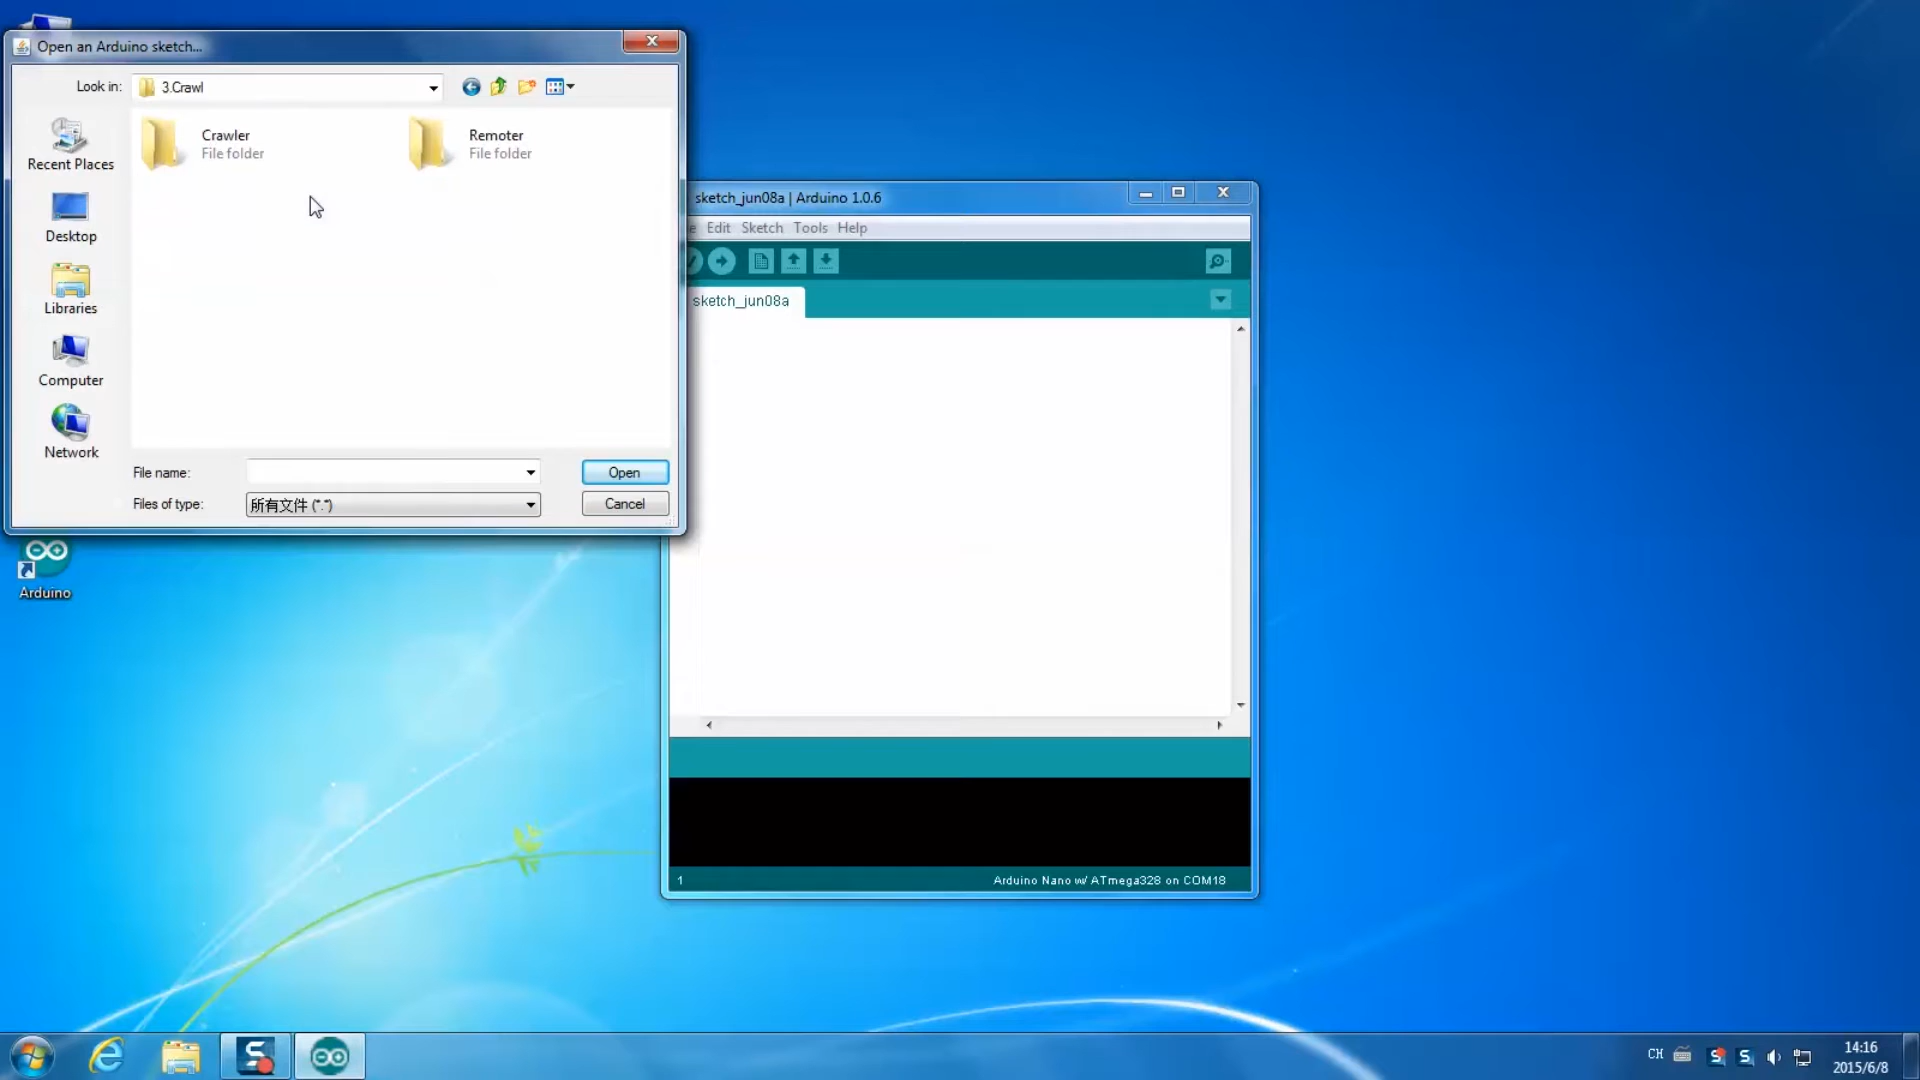 Open an Arduino sketch...
Look in:
3.Crawl
Crawler
File folder
Remoter
File folder
Recent Places
Desktop
Libraries
Computer
Network
File name:
Open
Files of type:
所有文件 (*.*)
Cancel
sketch_jun08a | Arduino 1.0.6
e Edit Sketch Tools Help
sketch_jun08a
1
Arduino Nano w/ ATmega328 on COM18
Arduino
CH
14:16
2015/6/8